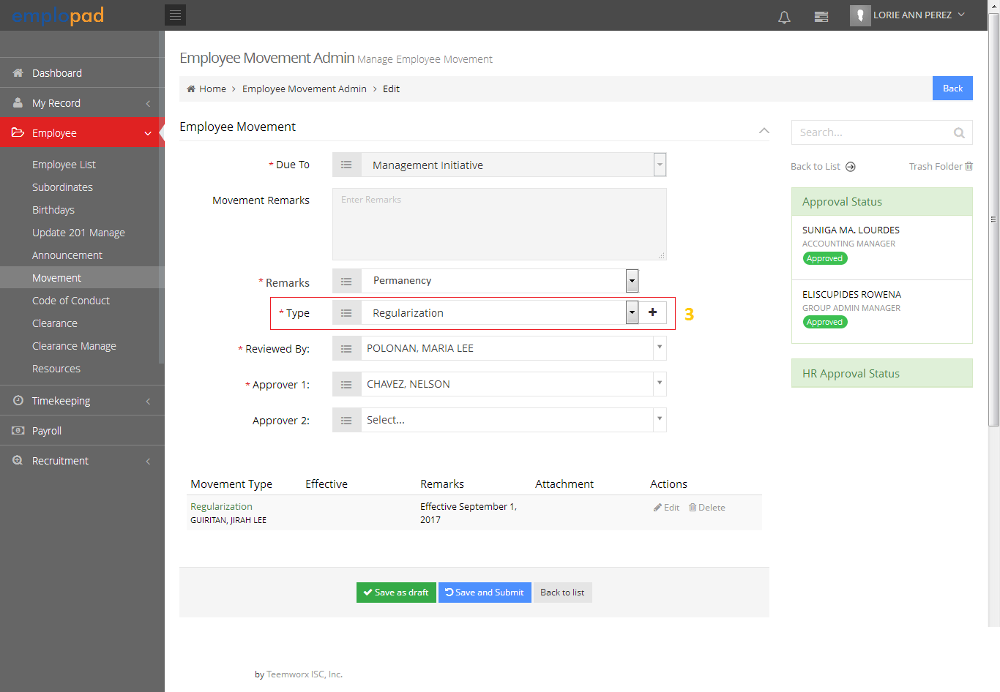 emplopad
LORIE ANN PEREZ
Dashboard
My Record
Employee
Employee List
Subordinates
Birthdays
Update 201 Manage
Announcement
Movement
Code of Conduct
Clearance
Clearance Manage
Resources
Timekeeping
Payroll
Recruitment
Employee Movement Admin Manage Employee Movement
Home > Employee Movement Admin > Edit
Back
Employee Movement
* Due To Management Initiative
Movement Remarks Enter Remarks
* Remarks Permanency
* Type Regularization + 3
* Reviewed By: POLONAN, MARIA LEE
* Approver 1: CHAVEZ, NELSON
Approver 2: Select...
Search...
Back to List Trash Folder
Approval Status
SUNIGA MA. LOURDES
ACCOUNTING MANAGER
Approved
ELISCUPIDES ROWENA
GROUP ADMIN MANAGER
Approved
HR Approval Status
Movement Type Effective Remarks Attachment Actions
Regularization Effective September 1, Edit Delete
GUIRITAN, JIRAH LEE 2017
Save as draft Save and Submit Back to list
by Teemworx ISC, Inc.